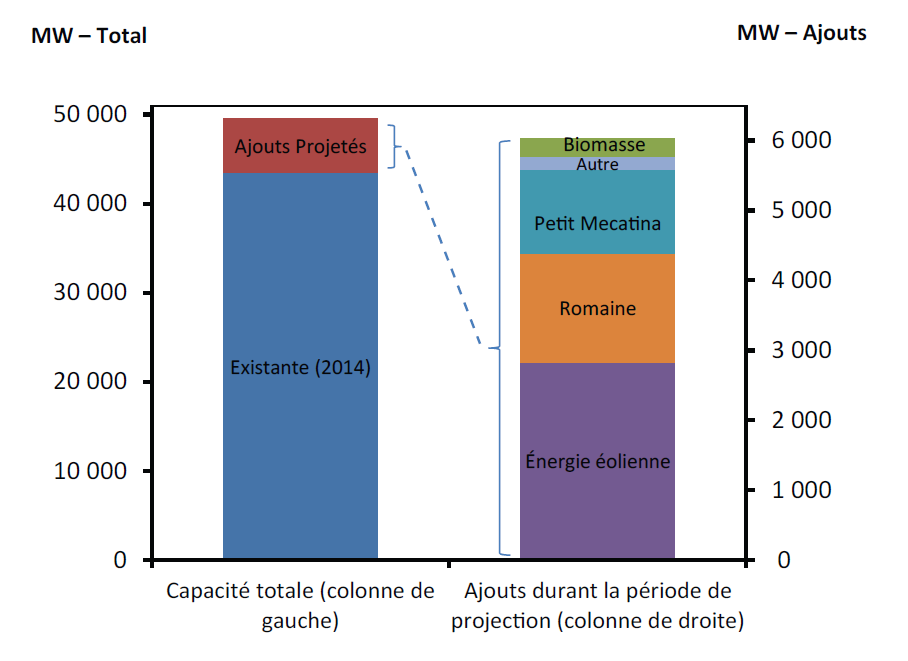 MW – Total
MW – Ajouts
50 000
40 000
30 000
20 000
10 000
0
Ajouts Projetés
Existante (2014)
Biomasse
Autre
Petit Mecatina
Romaine
Énergie éolienne
6 000
5 000
4 000
3 000
2 000
1 000
0
Capacité totale (colonne de
gauche)
Ajouts durant la période de
projection (colonne de droite)